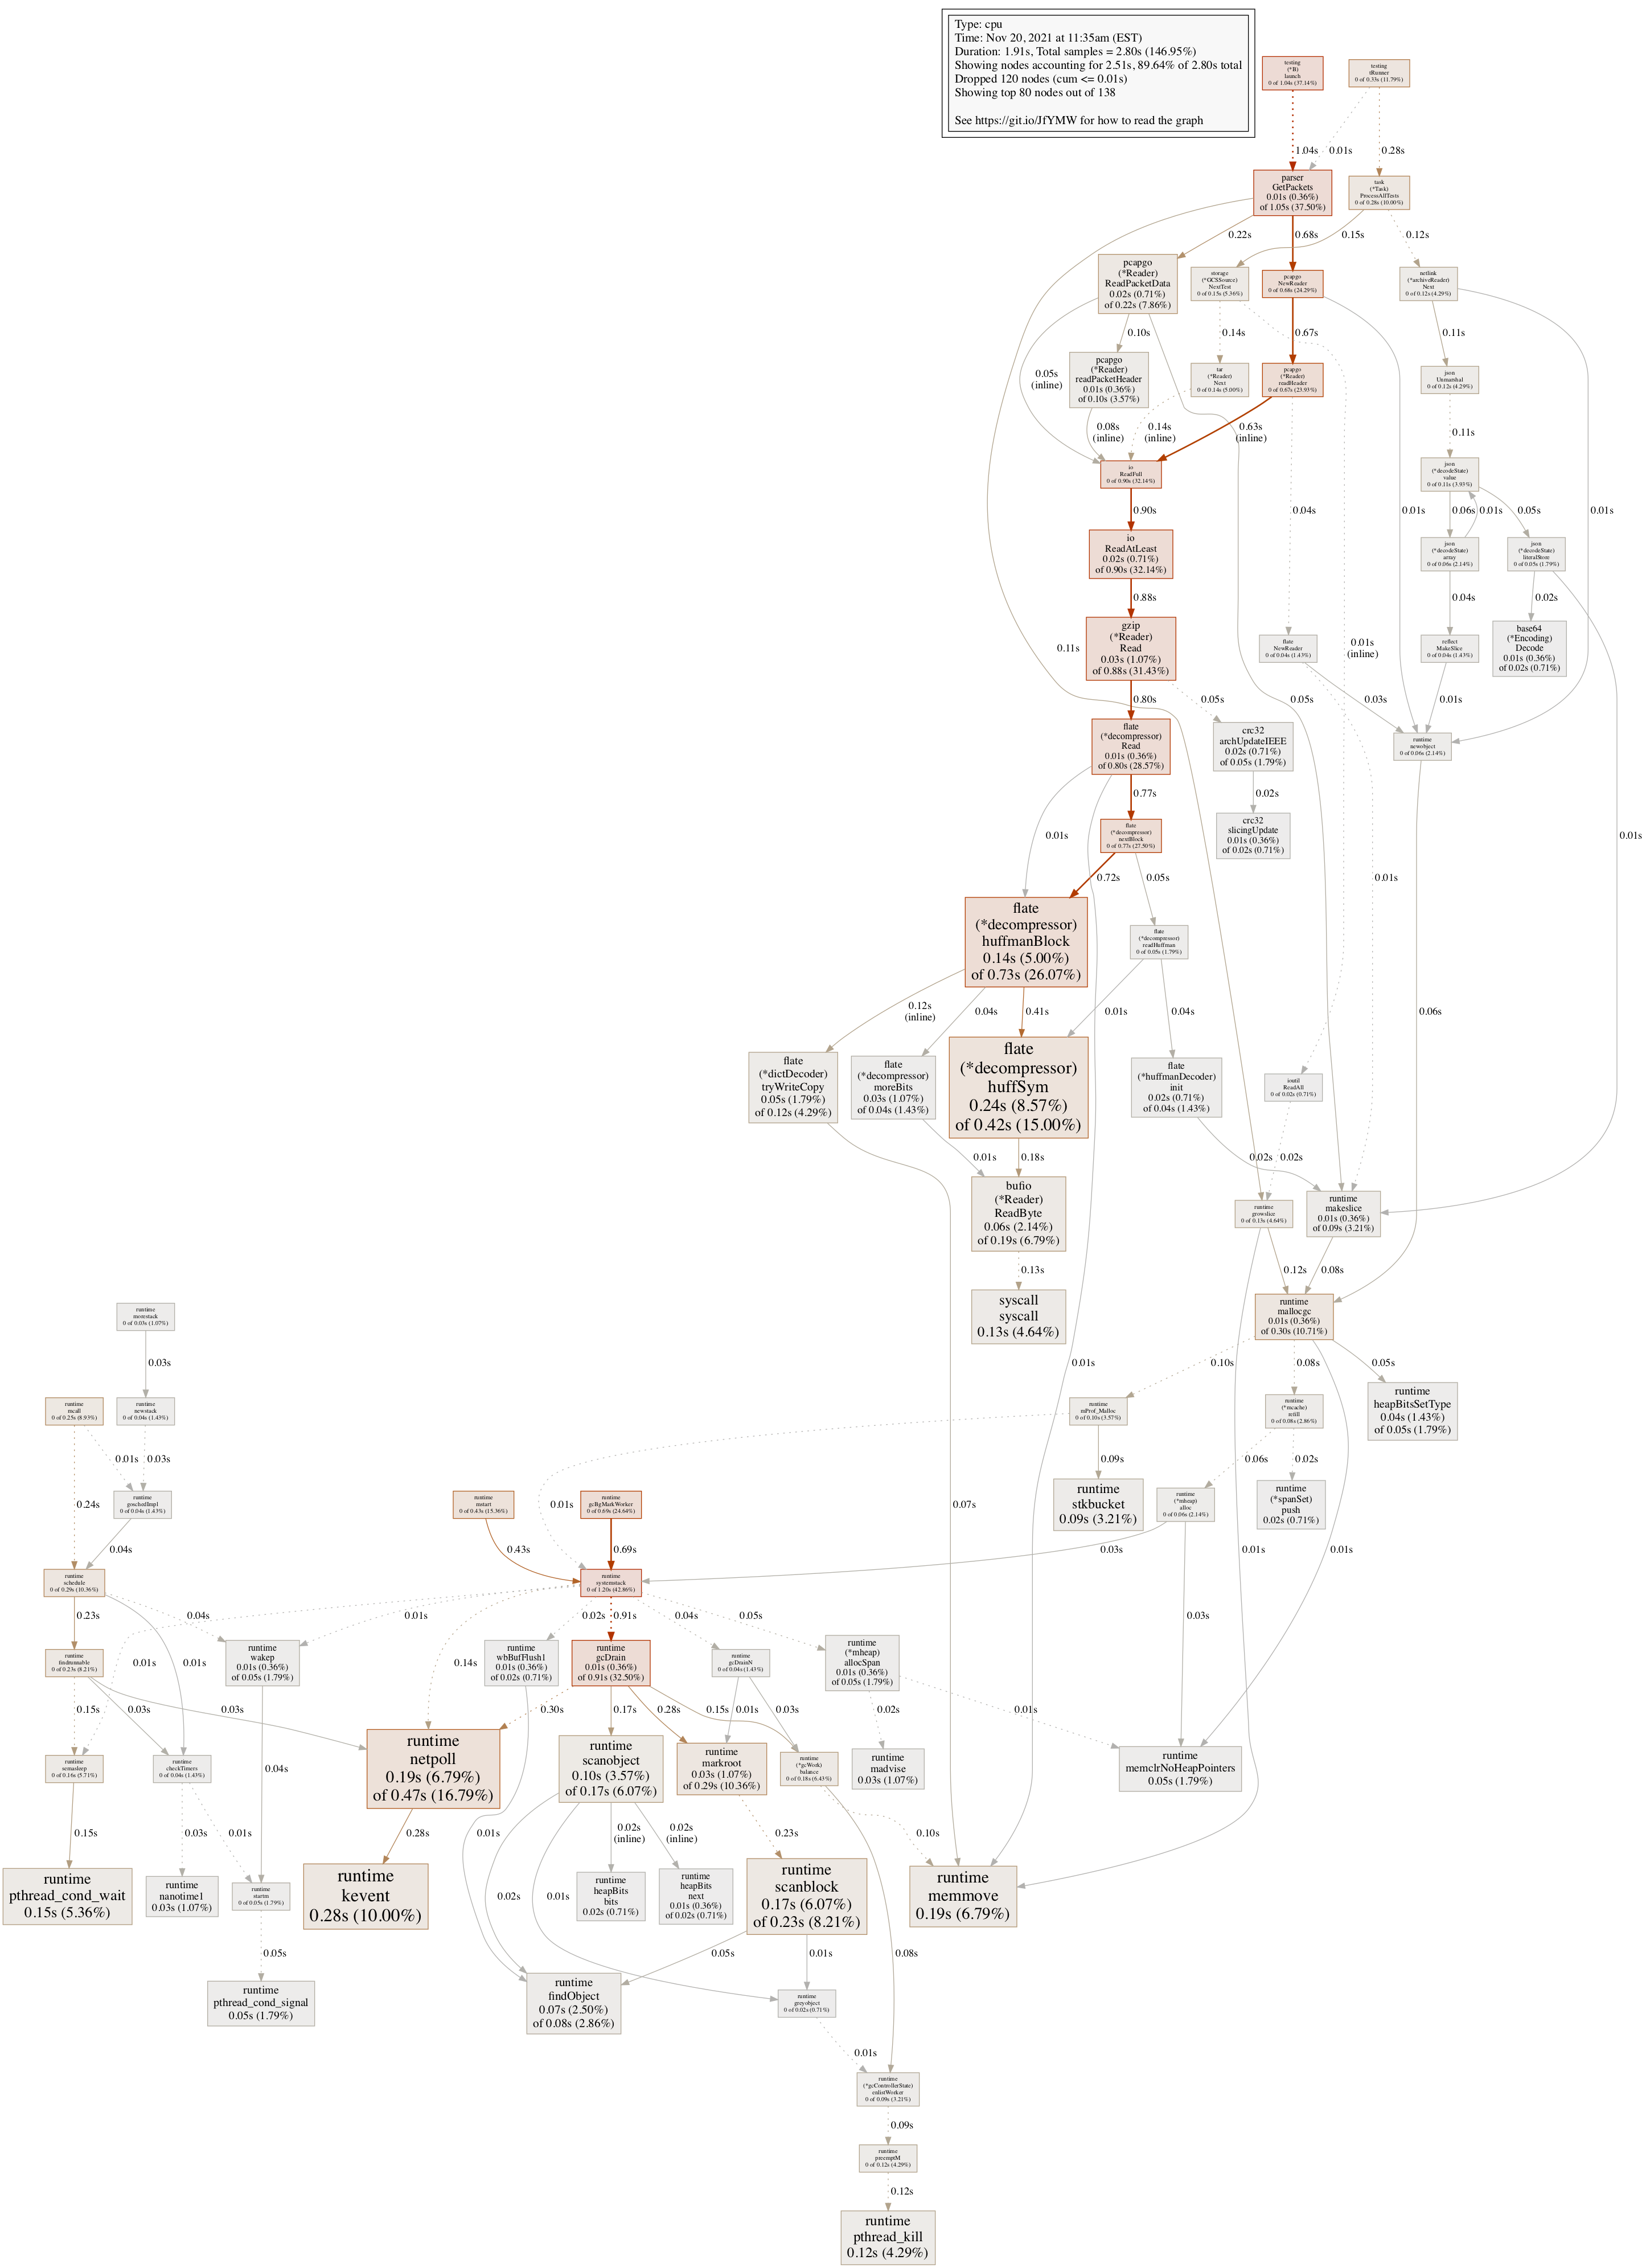 Type: cpu
Time: Nov 20, 2021 at 11:35am (EST)
Duration: 1.91s, Total samples = 2.80s (146.95%)
Showing nodes accounting for 2.51s, 89.64% of 2.80s total
Dropped 120 nodes (cum <= 0.01s)
Showing top 80 nodes out of 138
See https://git.io/JfYMW for how to read the graph
testing
(*B)
launch
0 of 1.04s (37.14%)
testing
tRunner
0 of 0.33s (11.79%)
1.04s
0.01s
0.28s
parser
GetPackets
0.01s (0.36%)
of 1.05s (37.50%)
task
(*Task)
ProcessAllTests
0 of 0.28s (10.00%)
0.22s
0.68s
0.15s
0.12s
pcapgo
(*Reader)
ReadPacketData
0.02s (0.71%)
of 0.22s (7.86%)
storage
(*GCSSource)
NextTest
0 of 0.15s (5.36%)
pcapgo
NewReader
0 of 0.68s (24.29%)
netlink
(*archiveReader)
Next
0 of 0.12s (4.29%)
0.10s
0.14s
0.67s
0.11s
0.05s
(inline)
pcapgo
(*Reader)
readPacketHeader
0.01s (0.36%)
of 0.10s (3.57%)
tar
(*Reader)
Next
0 of 0.14s (5.00%)
pcapgo
(*Reader)
readHeader
0 of 0.67s (23.93%)
json
Unmarshal
0 of 0.12s (4.29%)
0.08s
(inline)
0.14s
(inline)
0.63s
(inline)
0.11s
io
ReadFull
0 of 0.90s (32.14%)
json
(*decodeState)
value
0 of 0.11s (3.93%)
0.90s
0.04s
0.01s
0.06s
0.01s
0.05s
0.01s
io
ReadAtLeast
0.02s (0.71%)
of 0.90s (32.14%)
json
(*decodeState)
array
0 of 0.06s (2.14%)
json
(*decodeState)
literalStore
0 of 0.05s (1.79%)
0.88s
0.04s
0.02s
gzip
(*Reader)
Read
0.03s (1.07%)
of 0.88s (31.43%)
0.11s
flate
NewReader
0 of 0.04s (1.43%)
0.01s
(inline)
reflect
MakeSlice
0 of 0.04s (1.43%)
base64
(*Encoding)
Decode
0.01s (0.36%)
of 0.02s (0.71%)
0.80s
0.05s
0.05s
0.03s
0.01s
flate
(*decompressor)
Read
0.01s (0.36%)
of 0.80s (28.57%)
crc32
archUpdateIEEE
0.02s (0.71%)
of 0.05s (1.79%)
runtime
newobject
0 of 0.06s (2.14%)
0.77s
0.02s
0.01s
flate
(*decompressor)
nextBlock
0 of 0.77s (27.50%)
crc32
slicingUpdate
0.01s (0.36%)
of 0.02s (0.71%)
0.01s
0.72s
0.05s
0.01s
flate
(*decompressor)
huffmanBlock
0.14s (5.00%)
of 0.73s (26.07%)
flate
(*decompressor)
readHuffman
0 of 0.05s (1.79%)
0.12s
(inline)
0.04s
0.41s
0.01s
0.04s
0.06s
flate
(*dictDecoder)
tryWriteCopy
0.05s (1.79%)
of 0.12s (4.29%)
flate
(*decompressor)
moreBits
0.03s (1.07%)
of 0.04s (1.43%)
flate
(*decompressor)
huffSym
0.24s (8.57%)
of 0.42s (15.00%)
flate
(*huffmanDecoder)
init
0.02s (0.71%)
of 0.04s (1.43%)
ioutil
ReadAll
0 of 0.02s (0.71%)
0.01s
0.18s
0.02s
0.02s
bufio
(*Reader)
ReadByte
0.06s (2.14%)
of 0.19s (6.79%)
runtime
growslice
0 of 0.13s (4.64%)
runtime
makeslice
0.01s (0.36%)
of 0.09s (3.21%)
0.13s
0.12s
0.08s
syscall
syscall
0.13s (4.64%)
runtime
mallocgc
0.01s (0.36%)
of 0.30s (10.71%)
runtime
morestack
0 of 0.03s (1.07%)
0.03s
0.01s
0.10s
0.08s
0.05s
runtime
mcall
0 of 0.25s (8.93%)
runtime
newstack
0 of 0.04s (1.43%)
runtime
mProf_Malloc
0 of 0.10s (3.57%)
runtime
(*mcache)
refill
0 of 0.08s (2.86%)
runtime
heapBitsSetType
0.04s (1.43%)
of 0.05s (1.79%)
0.01s
0.03s
0.09s
0.06s
0.02s
0.24s
runtime
goschedImpl
0 of 0.04s (1.43%)
runtime
mstart
0 of 0.43s (15.36%)
0.01s
runtime
gcBgMarkWorker
0 of 0.69s (24.64%)
0.07s
runtime
stkbucket
0.09s (3.21%)
runtime
(*mheap)
alloc
0 of 0.06s (2.14%)
runtime
(*spanSet)
push
0.02s (0.71%)
0.04s
0.43s
0.69s
0.03s
0.01s
0.01s
runtime
schedule
0 of 0.29s (10.36%)
runtime
systemstack
0 of 1.20s (42.86%)
0.23s
0.04s
0.01s
0.02s
0.91s
0.04s
0.05s
0.03s
runtime
findrunnable
0 of 0.23s (8.21%)
0.01s
0.01s
runtime
wakep
0.01s (0.36%)
of 0.05s (1.79%)
0.14s
runtime
wbBufFlush1
0.01s (0.36%)
of 0.02s (0.71%)
runtime
gcDrain
0.01s (0.36%)
of 0.91s (32.50%)
runtime
gcDrainN
0 of 0.04s (1.43%)
runtime
(*mheap)
allocSpan
0.01s (0.36%)
of 0.05s (1.79%)
0.15s
0.03s
0.03s
0.30s
0.17s
0.28s
0.15s
0.01s
0.03s
0.02s
0.01s
runtime
semasleep
0 of 0.16s (5.71%)
runtime
checkTimers
0 of 0.04s (1.43%)
0.04s
runtime
netpoll
0.19s (6.79%)
of 0.47s (16.79%)
runtime
scanobject
0.10s (3.57%)
of 0.17s (6.07%)
runtime
markroot
0.03s (1.07%)
of 0.29s (10.36%)
runtime
(*gcWork)
balance
0 of 0.18s (6.43%)
runtime
madvise
0.03s (1.07%)
runtime
memclrNoHeapPointers
0.05s (1.79%)
0.15s
0.03s
0.01s
0.28s
0.01s
0.02s
(inline)
0.02s
(inline)
0.23s
0.10s
runtime
pthread_cond_wait
0.15s (5.36%)
runtime
nanotime1
0.03s (1.07%)
runtime
startm
0 of 0.05s (1.79%)
runtime
kevent
0.28s (10.00%)
0.02s
0.01s
runtime
heapBits
bits
0.02s (0.71%)
runtime
heapBits
next
0.01s (0.36%)
of 0.02s (0.71%)
runtime
scanblock
0.17s (6.07%)
of 0.23s (8.21%)
runtime
memmove
0.19s (6.79%)
0.05s
0.05s
0.01s
0.08s
runtime
pthread_cond_signal
0.05s (1.79%)
runtime
findObject
0.07s (2.50%)
of 0.08s (2.86%)
runtime
greyobject
0 of 0.02s (0.71%)
0.01s
runtime
(*gcControllerState)
enlistWorker
0 of 0.09s (3.21%)
0.09s
runtime
preemptM
0 of 0.12s (4.29%)
0.12s
runtime
pthread_kill
0.12s (4.29%)